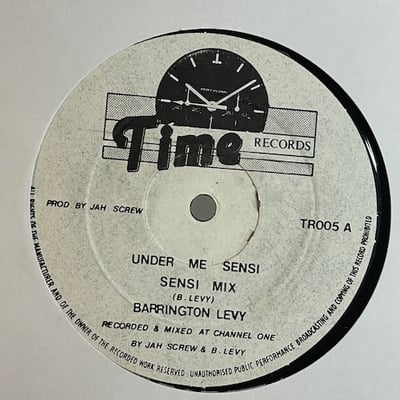 Time
RECORDS
PROD BY JAH SCREW
TR005 A
UNDER ME SENSI
SENSI MIX
(B. LEVY)
BARRINGTON LEVY
RECORDED & MIXED AT CHANNEL ONE
BY JAH SCREW & B. LEVY
ALL RIGHTS OF THE MANUFACTURER AND OF THE OWNER OF THE RECORDED WORK RESERVED · UNAUTHORISED PUBLIC PERFORMANCE BROADCASTING AND COPYING OF THIS RECORD PROHIBITED